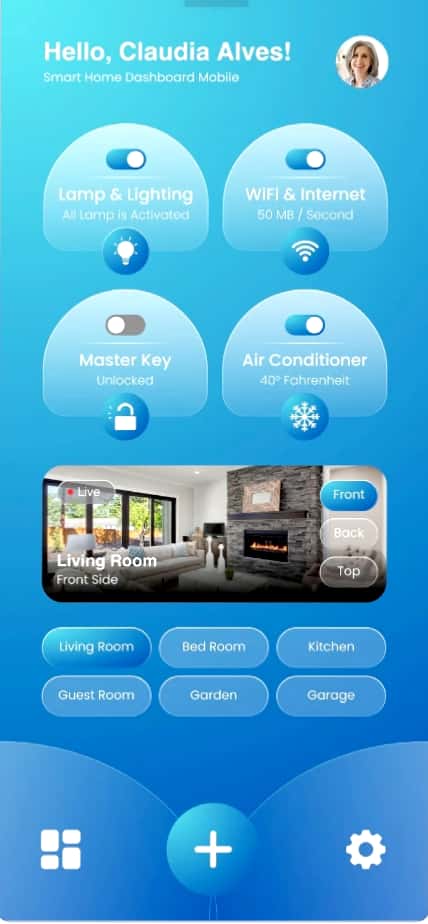 Hello, Claudia Alves!
Smart Home Dashboard Mobile
Lamp & Lighting
All Lamp is Activated
WiFi & Internet
50 MB / Second
Master Key
Unlocked
Air Conditioner
40° Fahrenheit
Live
Front
Back
Living Room
Top
Front Side
Living Room
Bed Room
Kitchen
Guest Room
Garden
Garage